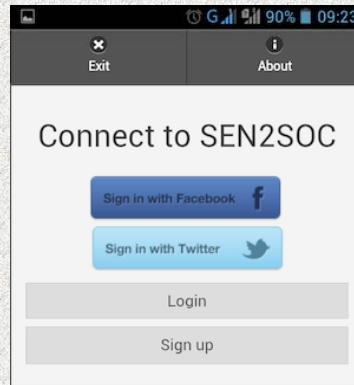 G 90% 09:23
Exit About
Connect to SEN2SOC
Sign in with Facebook
Sign in with Twitter
Login
Sign up